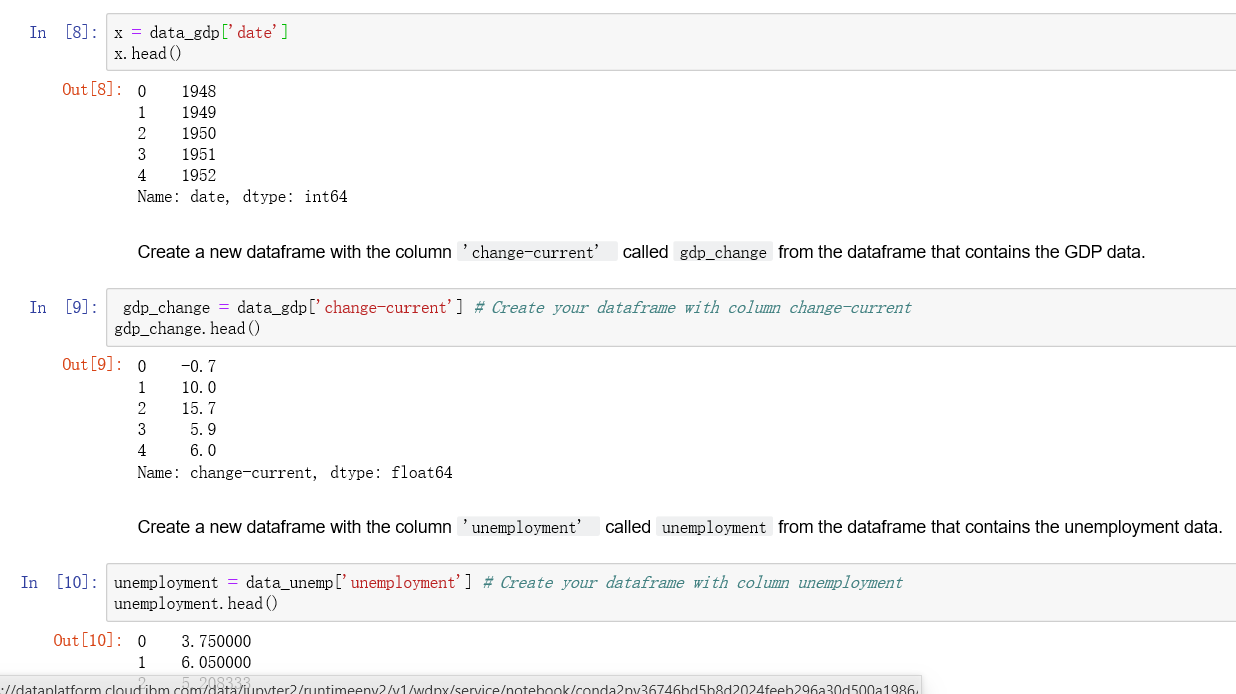 In [8]: x = data_gdp['date']
x.head()
Out[8]: 0 1948
1 1949
2 1950
3 1951
4 1952
Name: date, dtype: int64
Create a new dataframe with the column 'change-current' called gdp_change from the dataframe that contains the GDP data.
In [9]: gdp_change = data_gdp['change-current'] # Create your dataframe with column change-current
gdp_change.head()
Out[9]: 0 -0.7
1 10.0
2 15.7
3 5.9
4 6.0
Name: change-current, dtype: float64
Create a new dataframe with the column 'unemployment' called unemployment from the dataframe that contains the unemployment data.
In [10]: unemployment = data_unemp['unemployment'] # Create your dataframe with column unemployment
unemployment.head()
Out[10]: 0 3.750000
1 6.050000
2 5.208333
://dataplatform.cloud.ibm.com/data/jupyter2/runtimeenv2/v1/wdpx/service/notebook/conda2py36746bd5b8d2024feeb296a30d500a1986